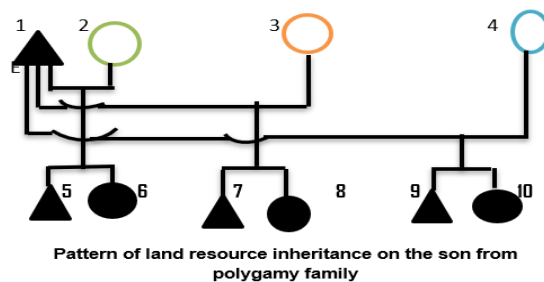 1 2 3 4
E
5 6 7 8 9 10
Pattern of land resource inheritance on the son from
polygamy family